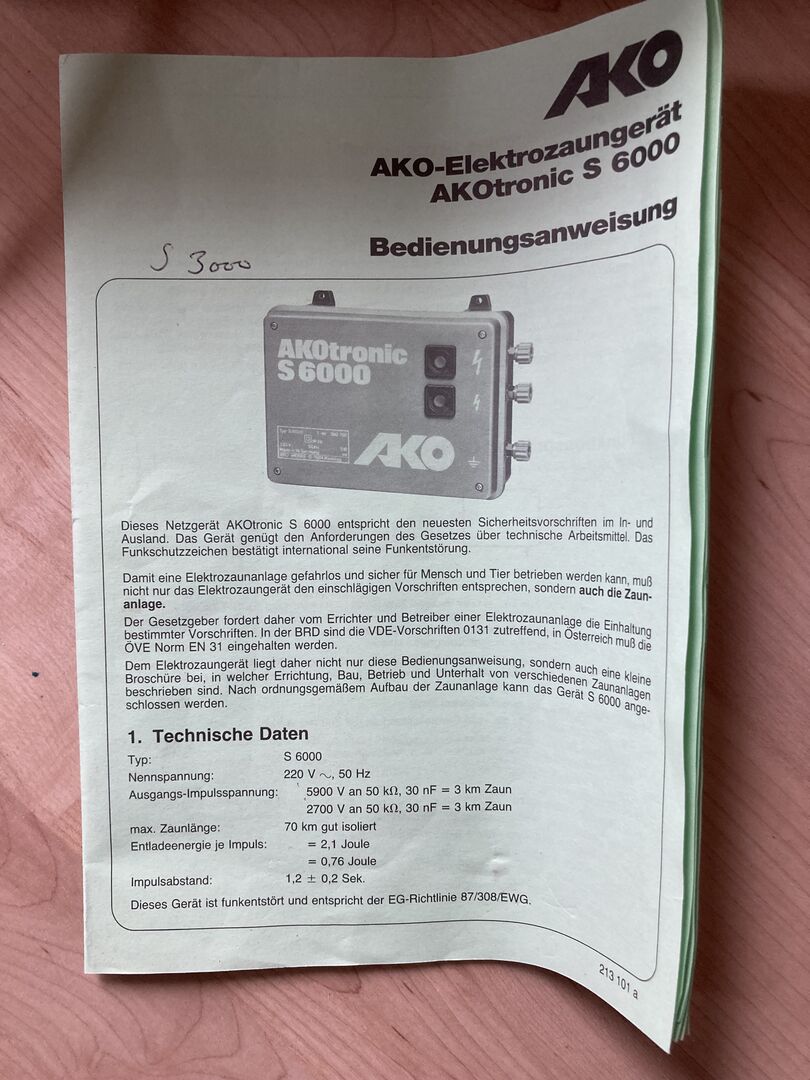 AKO
AKO-Elektrozaungerät
AKOtronic S 6000
Bedienungsanweisung
S 3000
AKOtronic
S 6000
AKO
Dieses Netzgerät AKOtronic S 6000 entspricht den neuesten Sicherheitsvorschriften im In- und
Ausland. Das Gerät genügt den Anforderungen des Gesetzes über technische Arbeitsmittel. Das
Funkschutzzeichen bestätigt international seine Funkentstörung.
Damit eine Elektrozaunanlage gefahrlos und sicher für Mensch und Tier betrieben werden kann, muß
nicht nur das Elektrozaungerät den einschlägigen Vorschriften entsprechen, sondern auch die Zaun-
anlage.
Der Gesetzgeber fordert daher vom Errichter und Betreiber einer Elektrozaunanlage die Einhaltung
bestimmter Vorschriften. In der BRD sind die VDE-Vorschriften 0131 zutreffend, in Österreich muß die
ÖVE Norm EN 31 eingehalten werden.
Dem Elektrozaungerät liegt daher nicht nur diese Bedienungsanweisung, sondern auch eine kleine
Broschüre bei, in welcher Errichtung, Bau, Betrieb und Unterhalt von verschiedenen Zaunanlagen
beschrieben sind. Nach ordnungsgemäßem Aufbau der Zaunanlage kann das Gerät S 6000 ange-
schlossen werden.
1. Technische Daten
Typ: S 6000
Nennspannung: 220 V ~, 50 Hz
Ausgangs-Impulsspannung: 5900 V an 50 kΩ, 30 nF = 3 km Zaun
2700 V an 50 kΩ, 30 nF = 3 km Zaun
max. Zaunlänge: 70 km gut isoliert
Entladeenergie je Impuls: = 2,1 Joule
= 0,76 Joule
Impulsabstand: 1,2 ± 0,2 Sek.
Dieses Gerät ist funkentstört und entspricht der EG-Richtlinie 87/308/EWG.
213 101 a